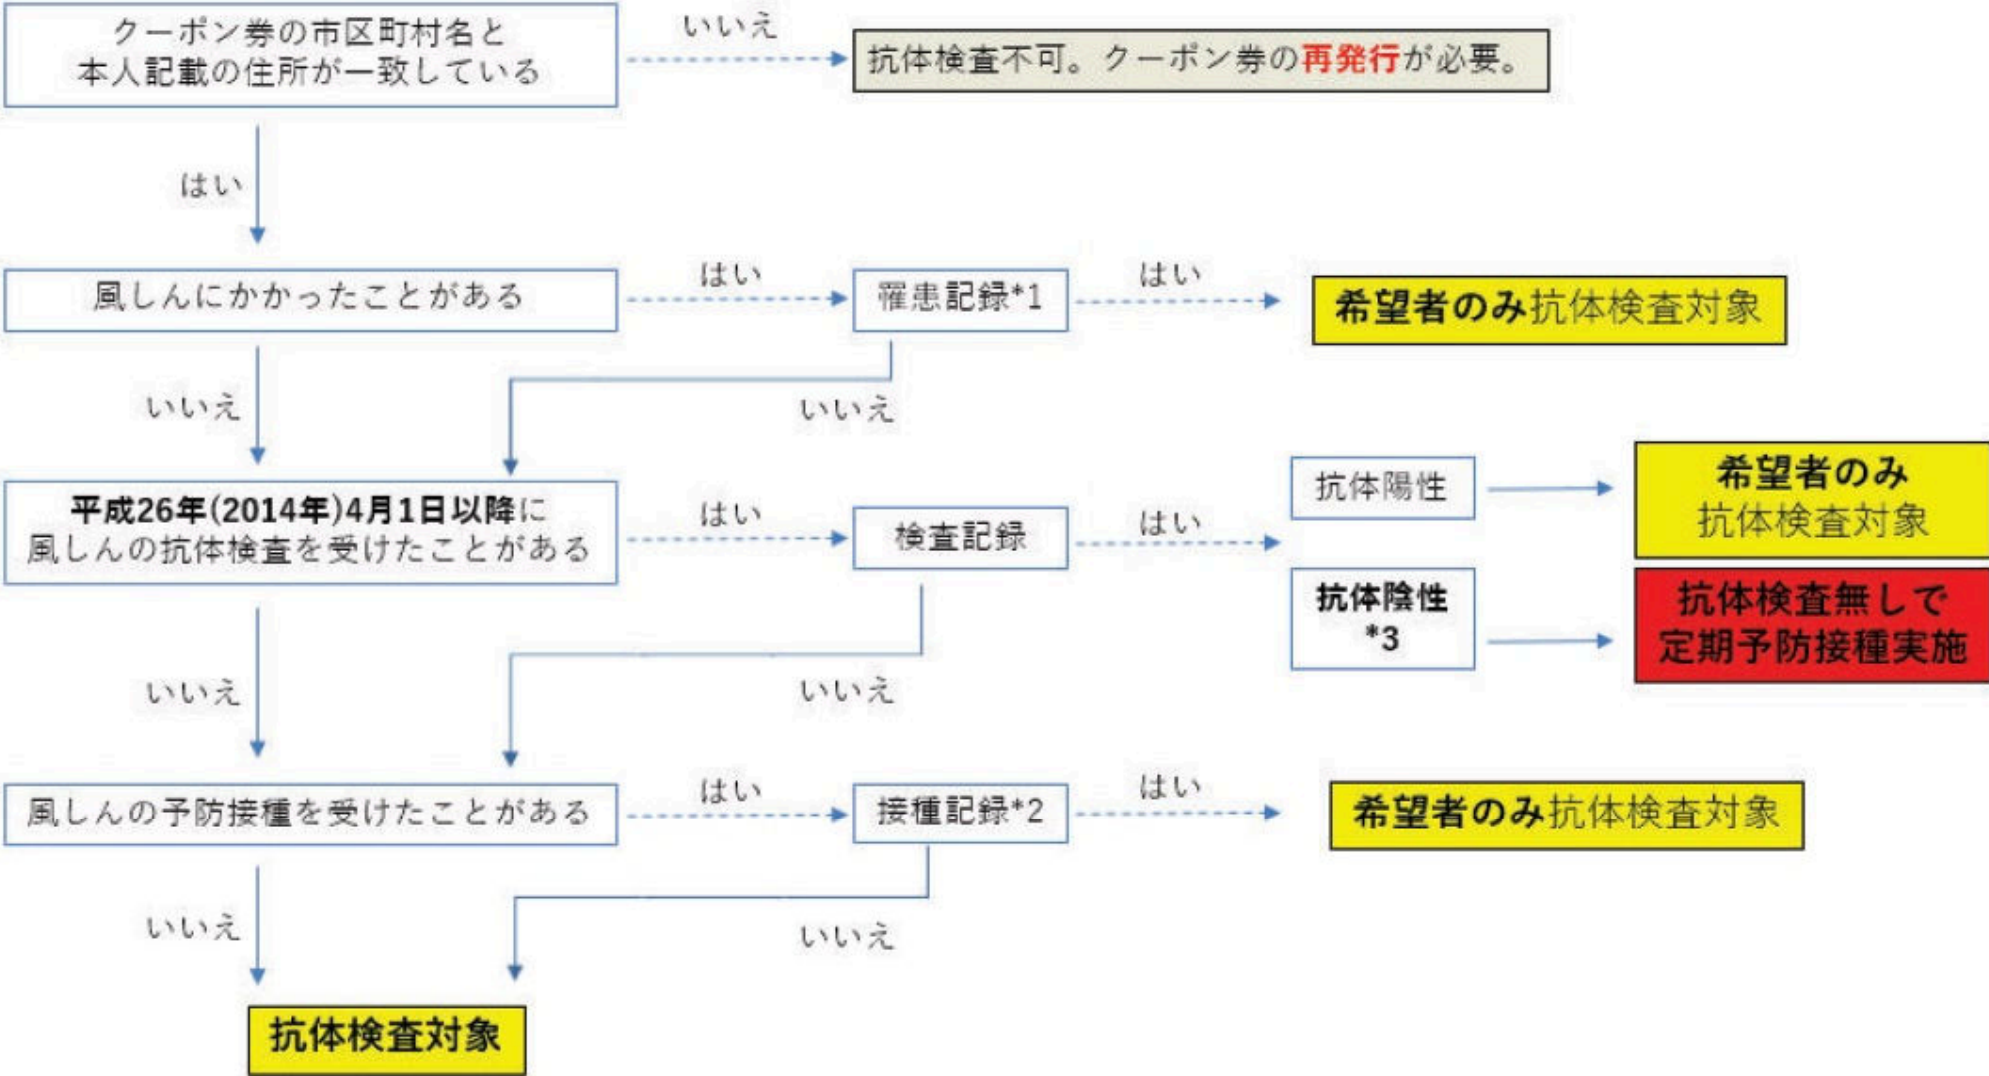 クーポン券の市区町村名と
本人記載の住所が一致している
いいえ
抗体検査不可。クーポン券の再発行が必要。
はい
風しんにかかったことがある
はい
罹患記録*1
はい
希望者のみ抗体検査対象
いいえ
いいえ
平成26年(2014年)4月1日以降に
風しんの抗体検査を受けたことがある
はい
検査記録
はい
抗体陽性
希望者のみ
抗体検査対象
抗体陰性
*3
抗体検査無しで
定期予防接種実施
いいえ
いいえ
風しんの予防接種を受けたことがある
はい
接種記録*2
はい
希望者のみ抗体検査対象
いいえ
いいえ
抗体検査対象